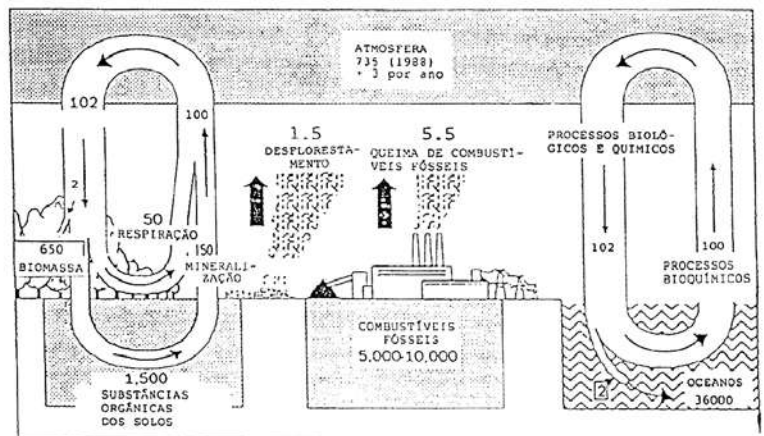 ATMOSFERA
735 (1988)
+ 3 por ano
102
100
2
650
BIOMASSA
50
RESPIRAÇÃO
150
MINERALI-
ZAÇÃO
1,500
SUBSTÂNCIAS
ORGÂNICAS
DOS SOLOS
1.5
DESFLORESTA-
MENTO
5.5
QUEIMA DE COMBUSTÍ-
VEIS FÓSSEIS
COMBUSTÍVEIS
FÓSSEIS
5,000-10,000
PROCESSOS BIOLÓ-
GICOS E QUIMICOS
102
100
PROCESSOS
BIOQUÍMICOS
2
OCEANOS
36000